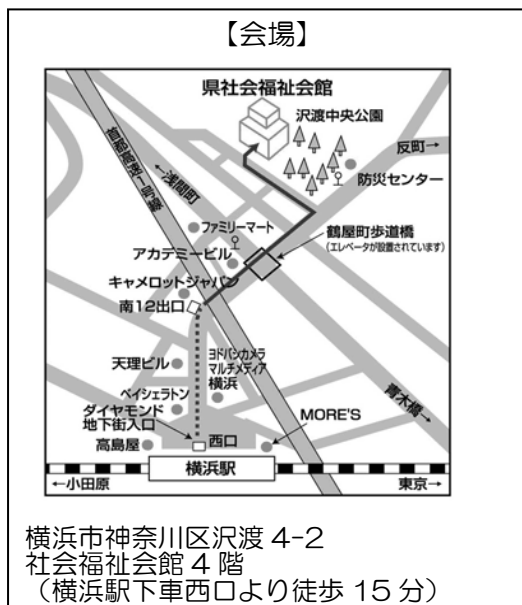 【会場】
県社会福祉会館
沢渡中央公園
反町→
首都高速1号線
←浅間町
防災センター
ファミリーマート
鶴屋町歩道橋
(エレベータが設置されています)
アカデミービル
キャメロットジャパン
南12出口
天理ビル
ヨドバシカメラ
マルチメディア
横浜
ベイシェラトン
青木橋→
ダイヤモンド
地下街入口
MORE'S
高島屋
西口
横浜駅
←小田原
東京→
横浜市神奈川区沢渡 4-2
社会福祉会館 4 階
（横浜駅下車西口より徒歩 15 分）